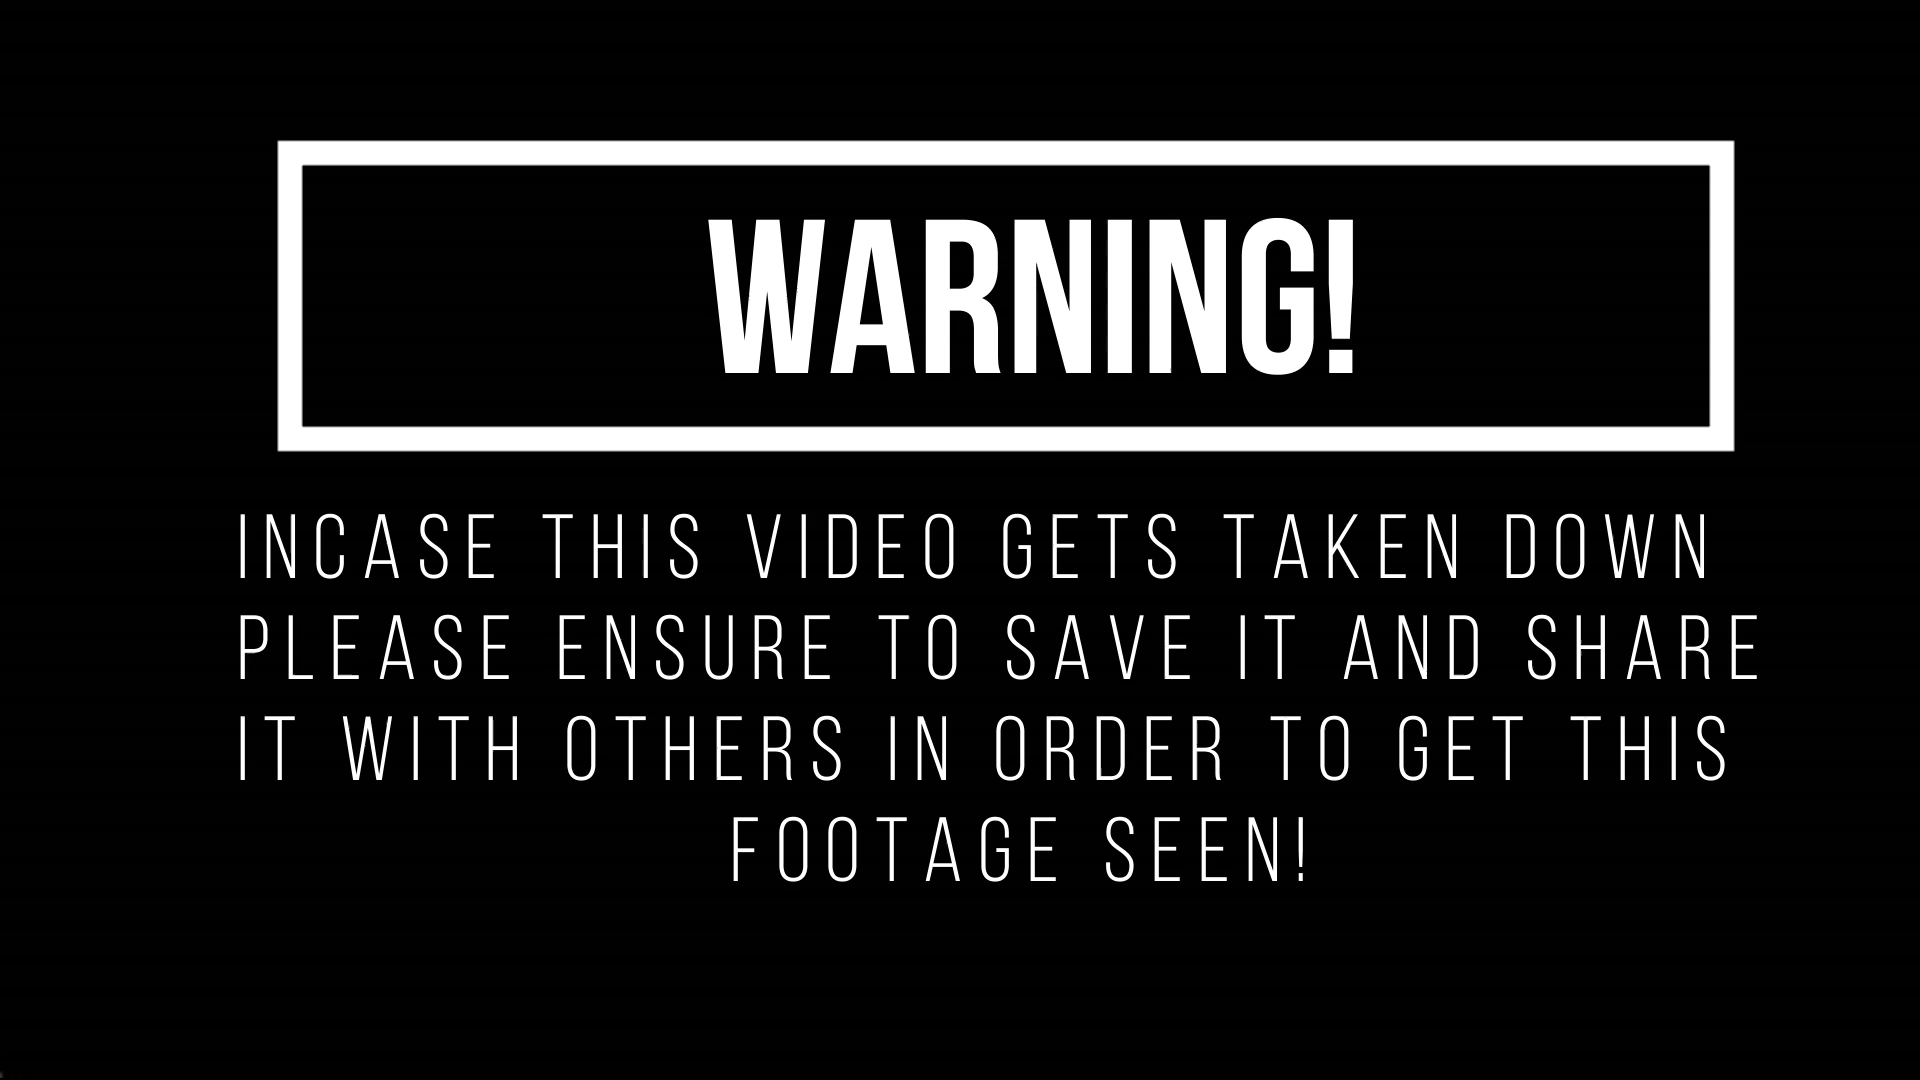 WARNING!
INCASE THIS VIDEO GETS TAKEN DOWN
PLEASE ENSURE TO SAVE IT AND SHARE
IT WITH OTHERS IN ORDER TO GET THIS
FOOTAGE SEEN!